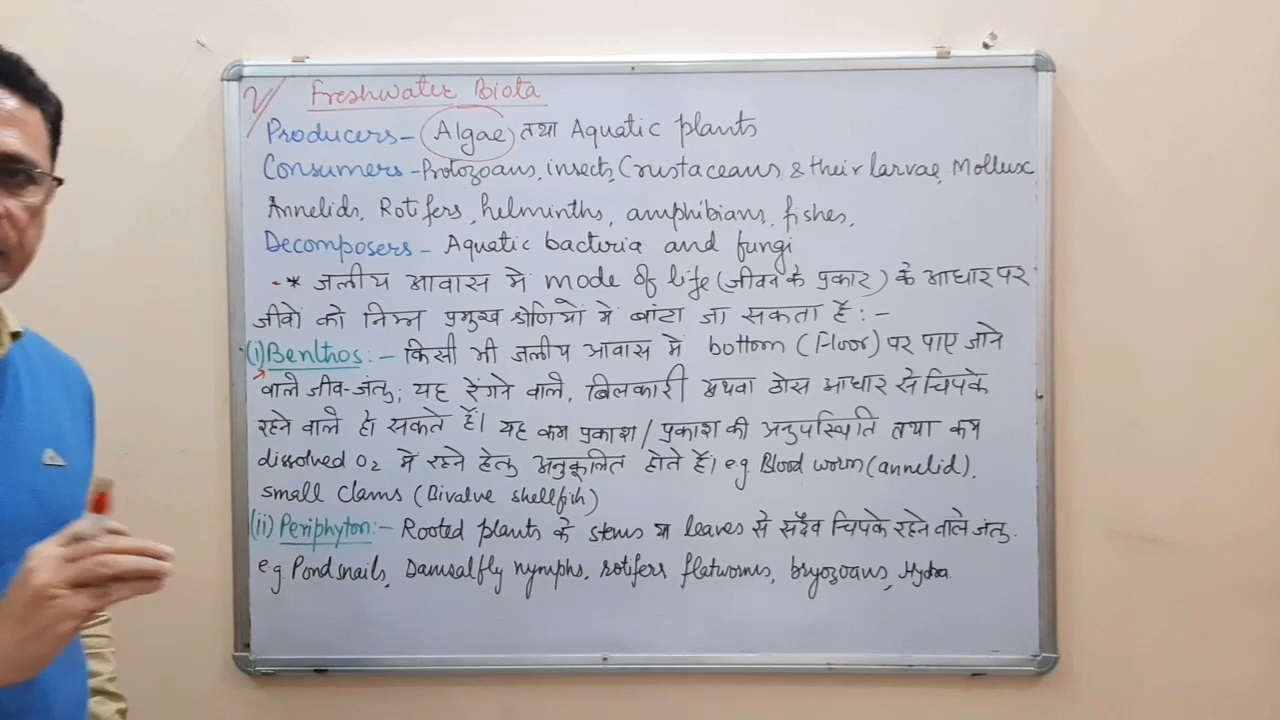 Freshwater Biota
Producers- Algae तथा Aquatic plants
Consumers - Protozoans, insects, Crustaceans & their larvae, Mollusc
Annelids, Rotifers, helminths, amphibians, fishes,
Decomposers - Aquatic bacteria and fungi
* जलीय आवास में mode of life (जीवन के प्रकार) के आधार पर
जीवों को निम्न प्रमुख श्रेणियों में बांटा जा सकता है :-
(i) Benthos :- किसी भी जलीय आवास में bottom (Floor) पर पाए जाने
वाले जीव-जंतु; यह रेंगने वाले, बिलकारी अथवा ठोस आधार से चिपके
रहने वाले हो सकते हैं। यह कम प्रकाश / प्रकाश की अनुपस्थिति तथा कम
dissolved O2 में रहने हेतु अनुकूलित होते हैं। e.g. Blood worm (annelid),
small clams (Bivalve shellfish)
(ii) Periphyton :- Rooted plants के stems या leaves से सदैव चिपके रहने वाले जंतु.
e.g. Pond snails, Damsalfly nymphs, rotifers flatworms, bryozoans, Hydra.